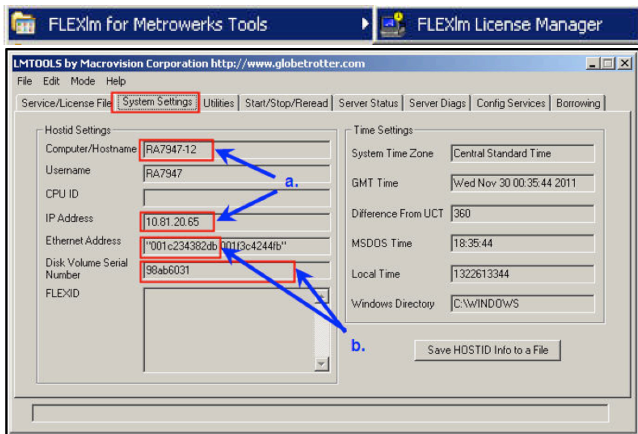 FLEXlm for Metrowerks Tools
FLEXlm License Manager
LMTOOLS by Macrovision Corporation http://www.globetrotter.com
File Edit Mode Help
Service/License File System Settings Utilities Start/Stop/Reread Server Status Server Diags Config Services Borrowing
Hostid Settings
Computer/Hostname RA7947-12
Username RA7947
CPU ID
IP Address 10.81.20.65
Ethernet Address "001c234382db 001f3c4244fb"
Disk Volume Serial
Number 98ab6031
FLEXID
a.
b.
Time Settings
System Time Zone Central Standard Time
GMT Time Wed Nov 30 00:35:44 2011
Difference From UCT 360
MSDOS Time 18:35:44
Local Time 1322613344
Windows Directory C:\WINDOWS
Save HOSTID Info to a File